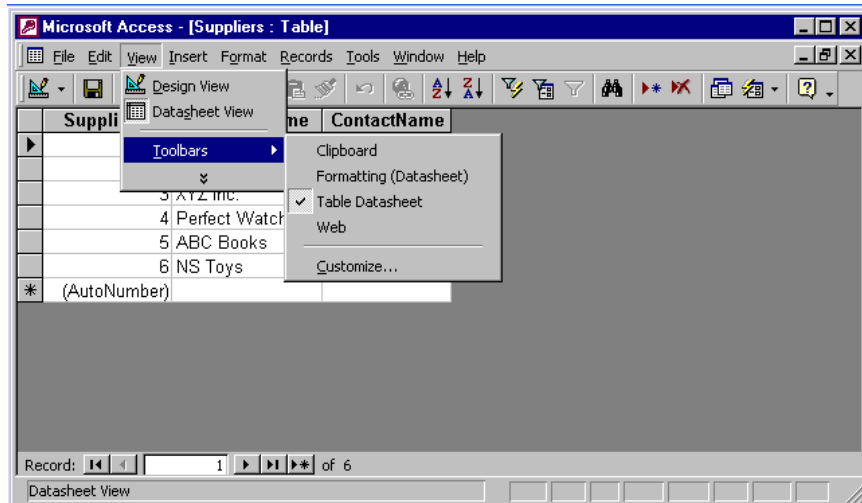 Microsoft Access - [Suppliers : Table]
File Edit View Insert Format Records Tools Window Help
Design View
Datasheet View
Toolbars
Clipboard
Formatting (Datasheet)
Table Datasheet
Web
Customize...
Suppli me ContactName
3 XYZ Inc.
4 Perfect Watch
5 ABC Books
6 NS Toys
(AutoNumber)
Record: 1 of 6
Datasheet View